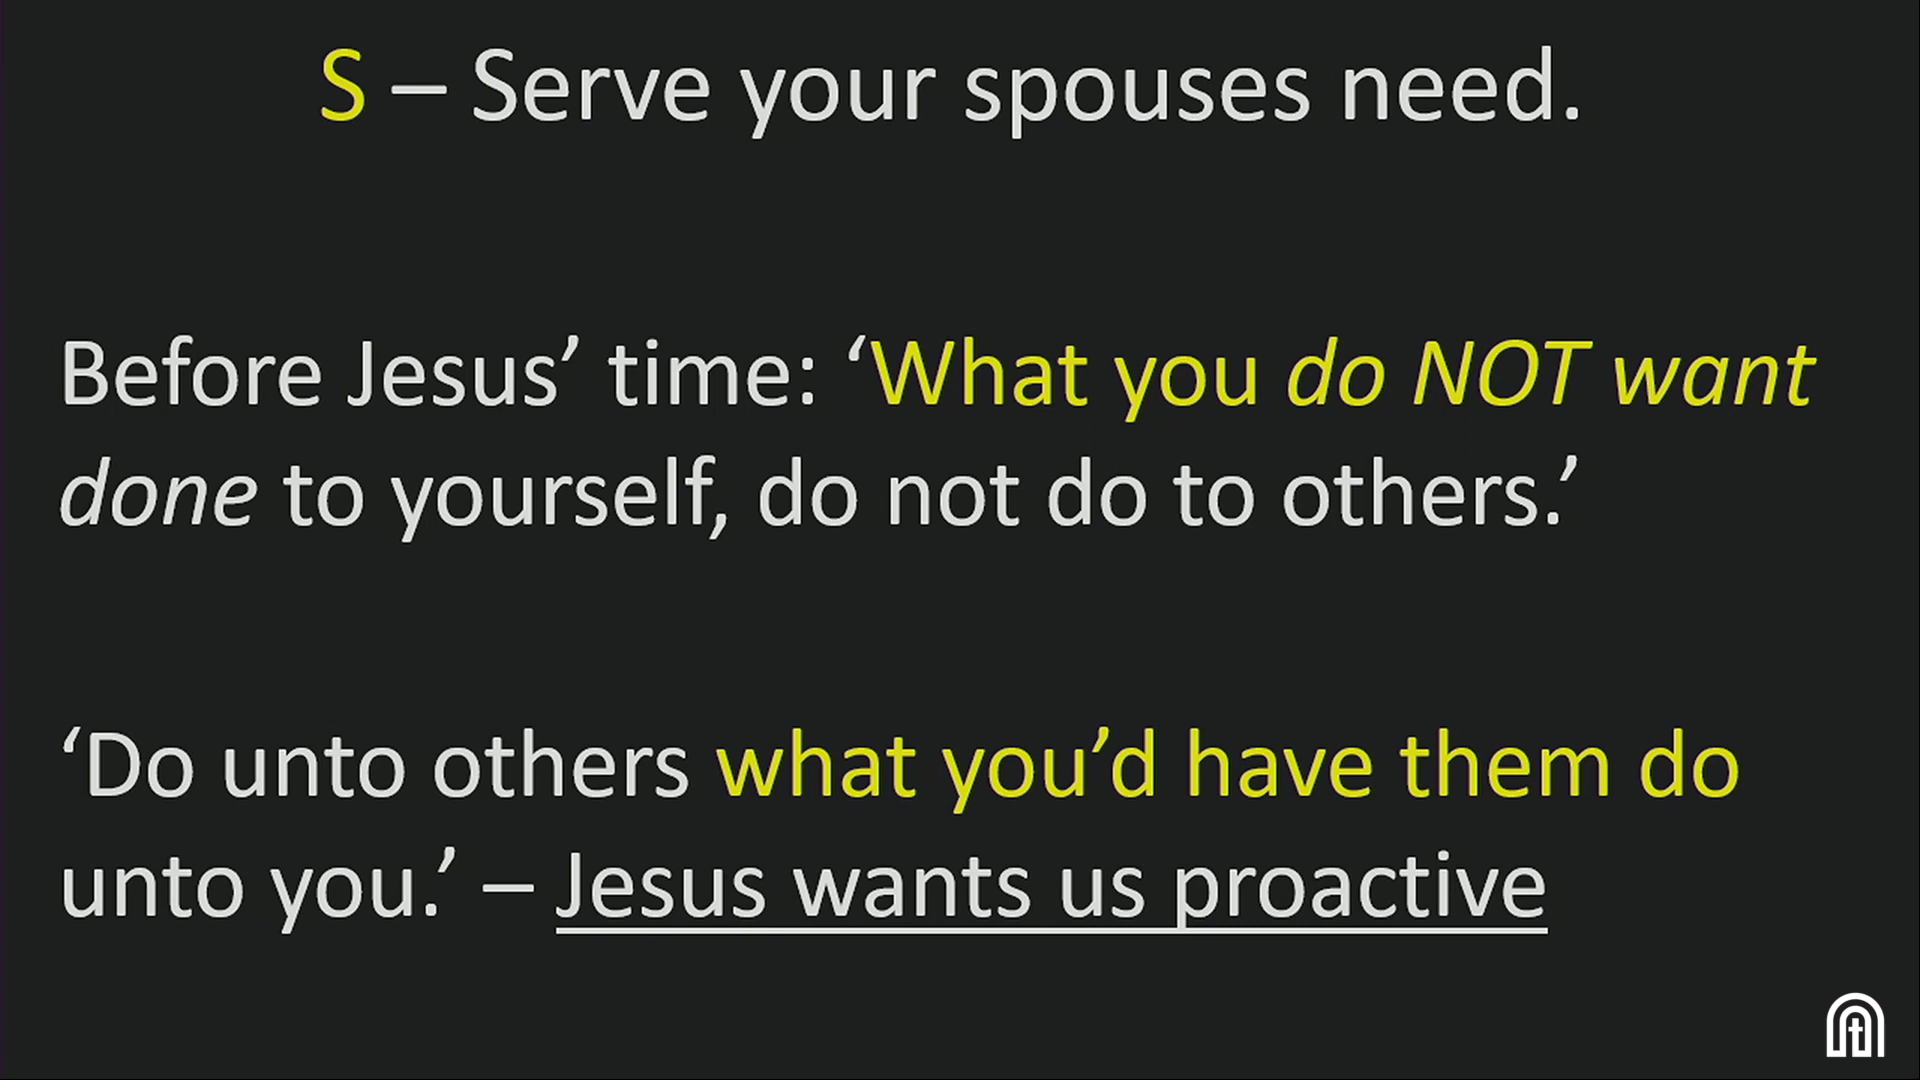 S – Serve your spouses need.
Before Jesus’ time: ‘What you do NOT want
done to yourself, do not do to others.’
‘Do unto others what you’d have them do
unto you.’ – Jesus wants us proactive